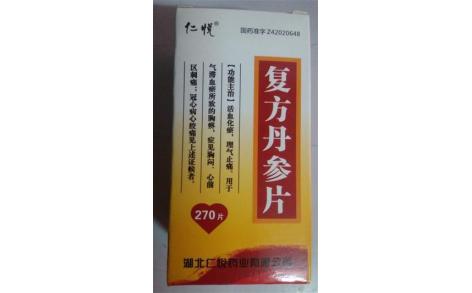 仁悦®
国药准字Z42020648
复方丹参片
【功能主治】活血化瘀，理气止痛。用于
气滞血瘀所致的胸痹，症见胸闷、心前
区刺痛；冠心病心绞痛见上述证候者。
270片
湖北仁悦药业有限公司